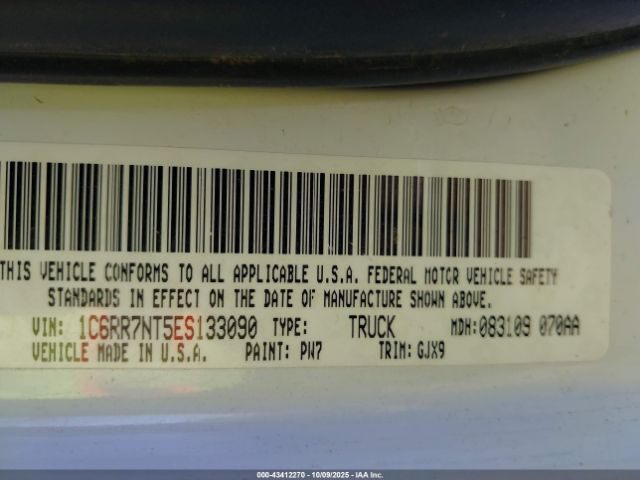 THIS VEHICLE CONFORMS TO ALL APPLICABLE U.S.A. FEDERAL MOTOR VEHICLE SAFETY
STANDARDS IN EFFECT ON THE DATE OF MANUFACTURE SHOWN ABOVE.
VIN: 1C6RR7NT5ES133090 TYPE: TRUCK MDH: 083109 070AA
VEHICLE MADE IN U.S.A. PAINT: PW7 TRIM: GJX9
000-43412270 - 10/09/2025 - IAA Inc.